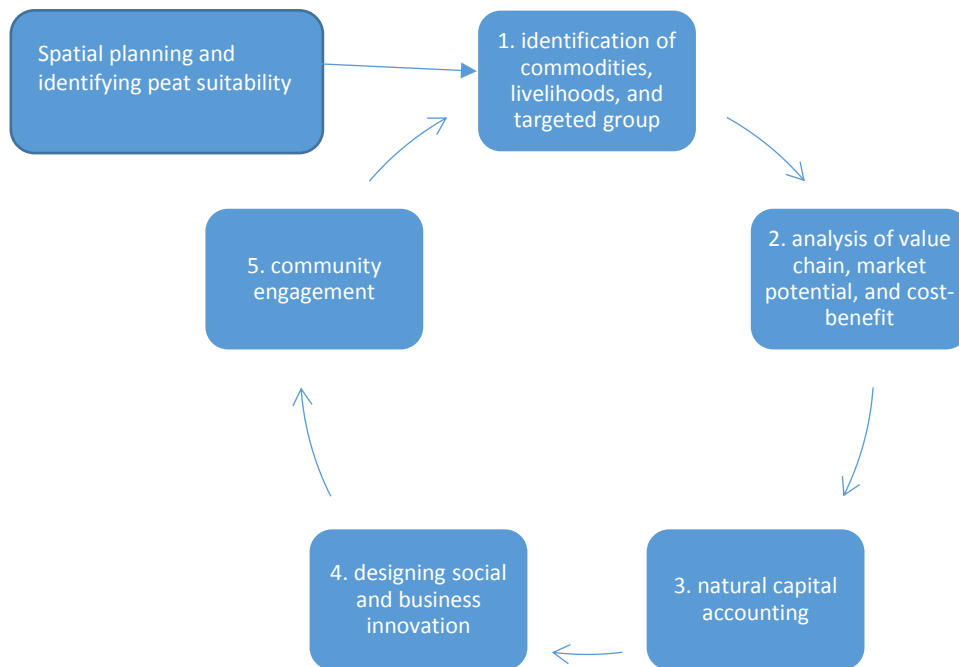 Spatial planning and
identifying peat suitability
1. identification of
commodities,
livelihoods, and
targeted group
2. analysis of value
chain, market
potential, and cost-
benefit
3. natural capital
accounting
4. designing social
and business
innovation
5. community
engagement